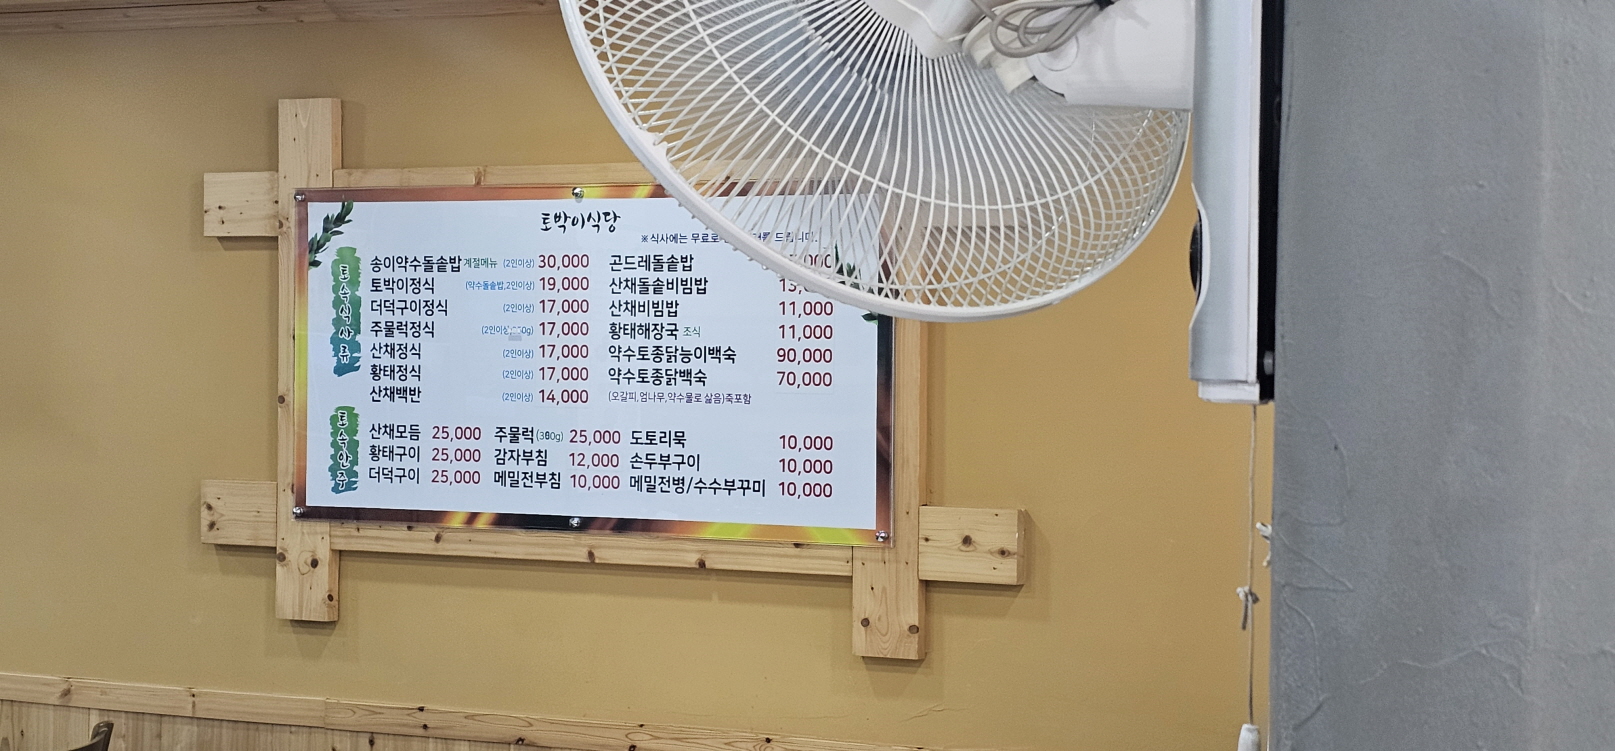 토박이식당
※ 식사에는 무료로 드립니다.
토속식사류
송이약수돌솥밥 계절메뉴 (2인이상) 30,000
토박이정식 (약수돌솥밥,2인이상) 19,000
더덕구이정식 (2인이상) 17,000
주물럭정식 (2인이상 17,000
산채정식 (2인이상) 17,000
황태정식 (2인이상) 17,000
산채백반 (2인이상) 14,000
곤드레돌솥밥
산채돌솥비빔밥
산채비빔밥 11,000
황태해장국 조식 11,000
약수토종닭능이백숙 90,000
약수토종닭백숙 70,000
(오갈피,엄나무,약수물로 삶음)죽포함
토속안주
산채모듬 25,000 주물럭(300g) 25,000 도토리묵 10,000
황태구이 25,000 감자부침 12,000 손두부구이 10,000
더덕구이 25,000 메밀전부침 10,000 메밀전병/수수부꾸미 10,000